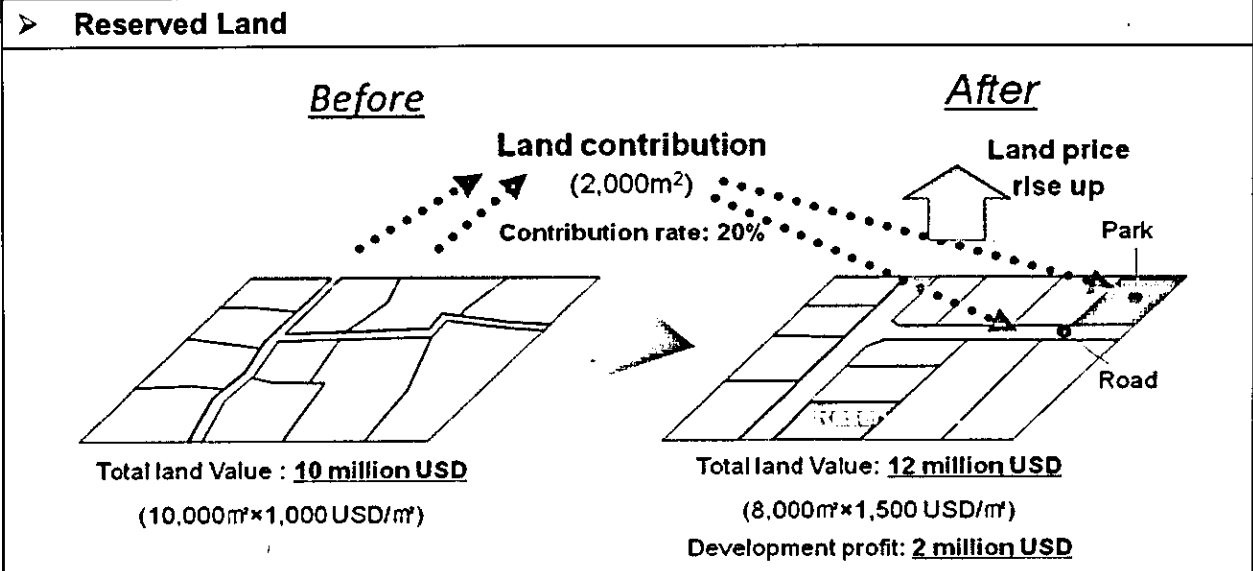 ➢ Reserved Land
Before
After
Land contribution
(2,000m²)
Contribution rate: 20%
Land price
rise up
Park
Road
Total land Value : 10 million USD
(10,000㎡×1,000 USD/㎡)
Total land Value: 12 million USD
(8,000㎡×1,500 USD/㎡)
Development profit: 2 million USD